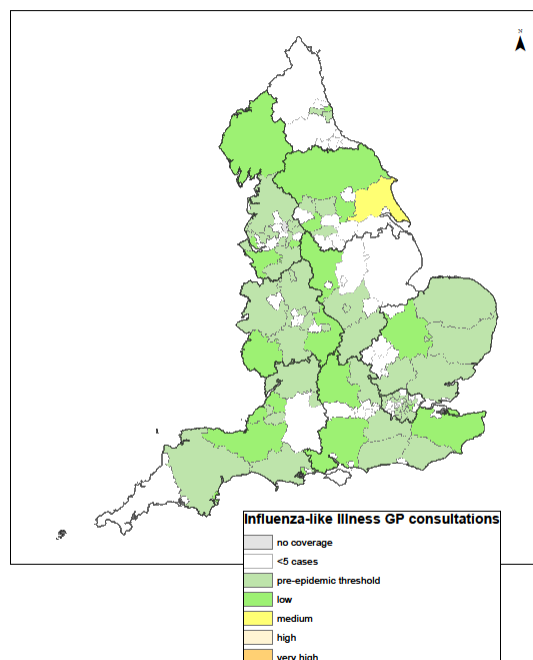 N
Influenza-like Illness GP consultations
no coverage
<5 cases
pre-epidemic threshold
low
medium
high
very high